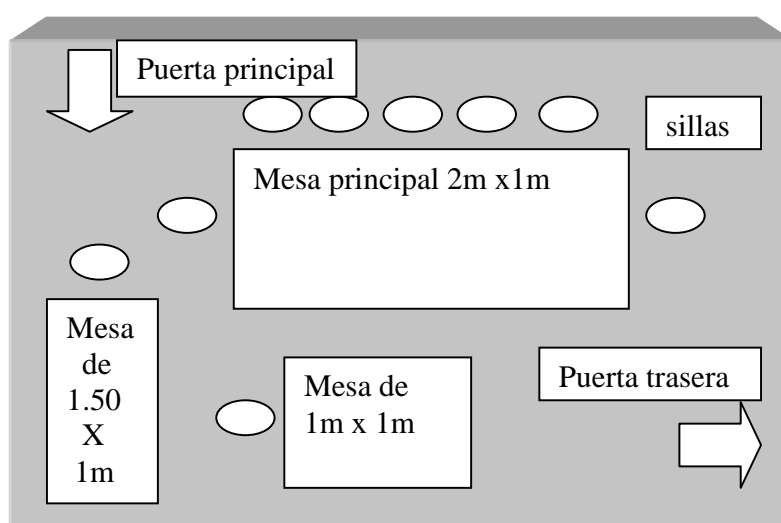 Puerta principal
sillas
Mesa principal 2m x1m
Mesa
de
1.50
X
1m
Mesa de
1m x 1m
Puerta trasera